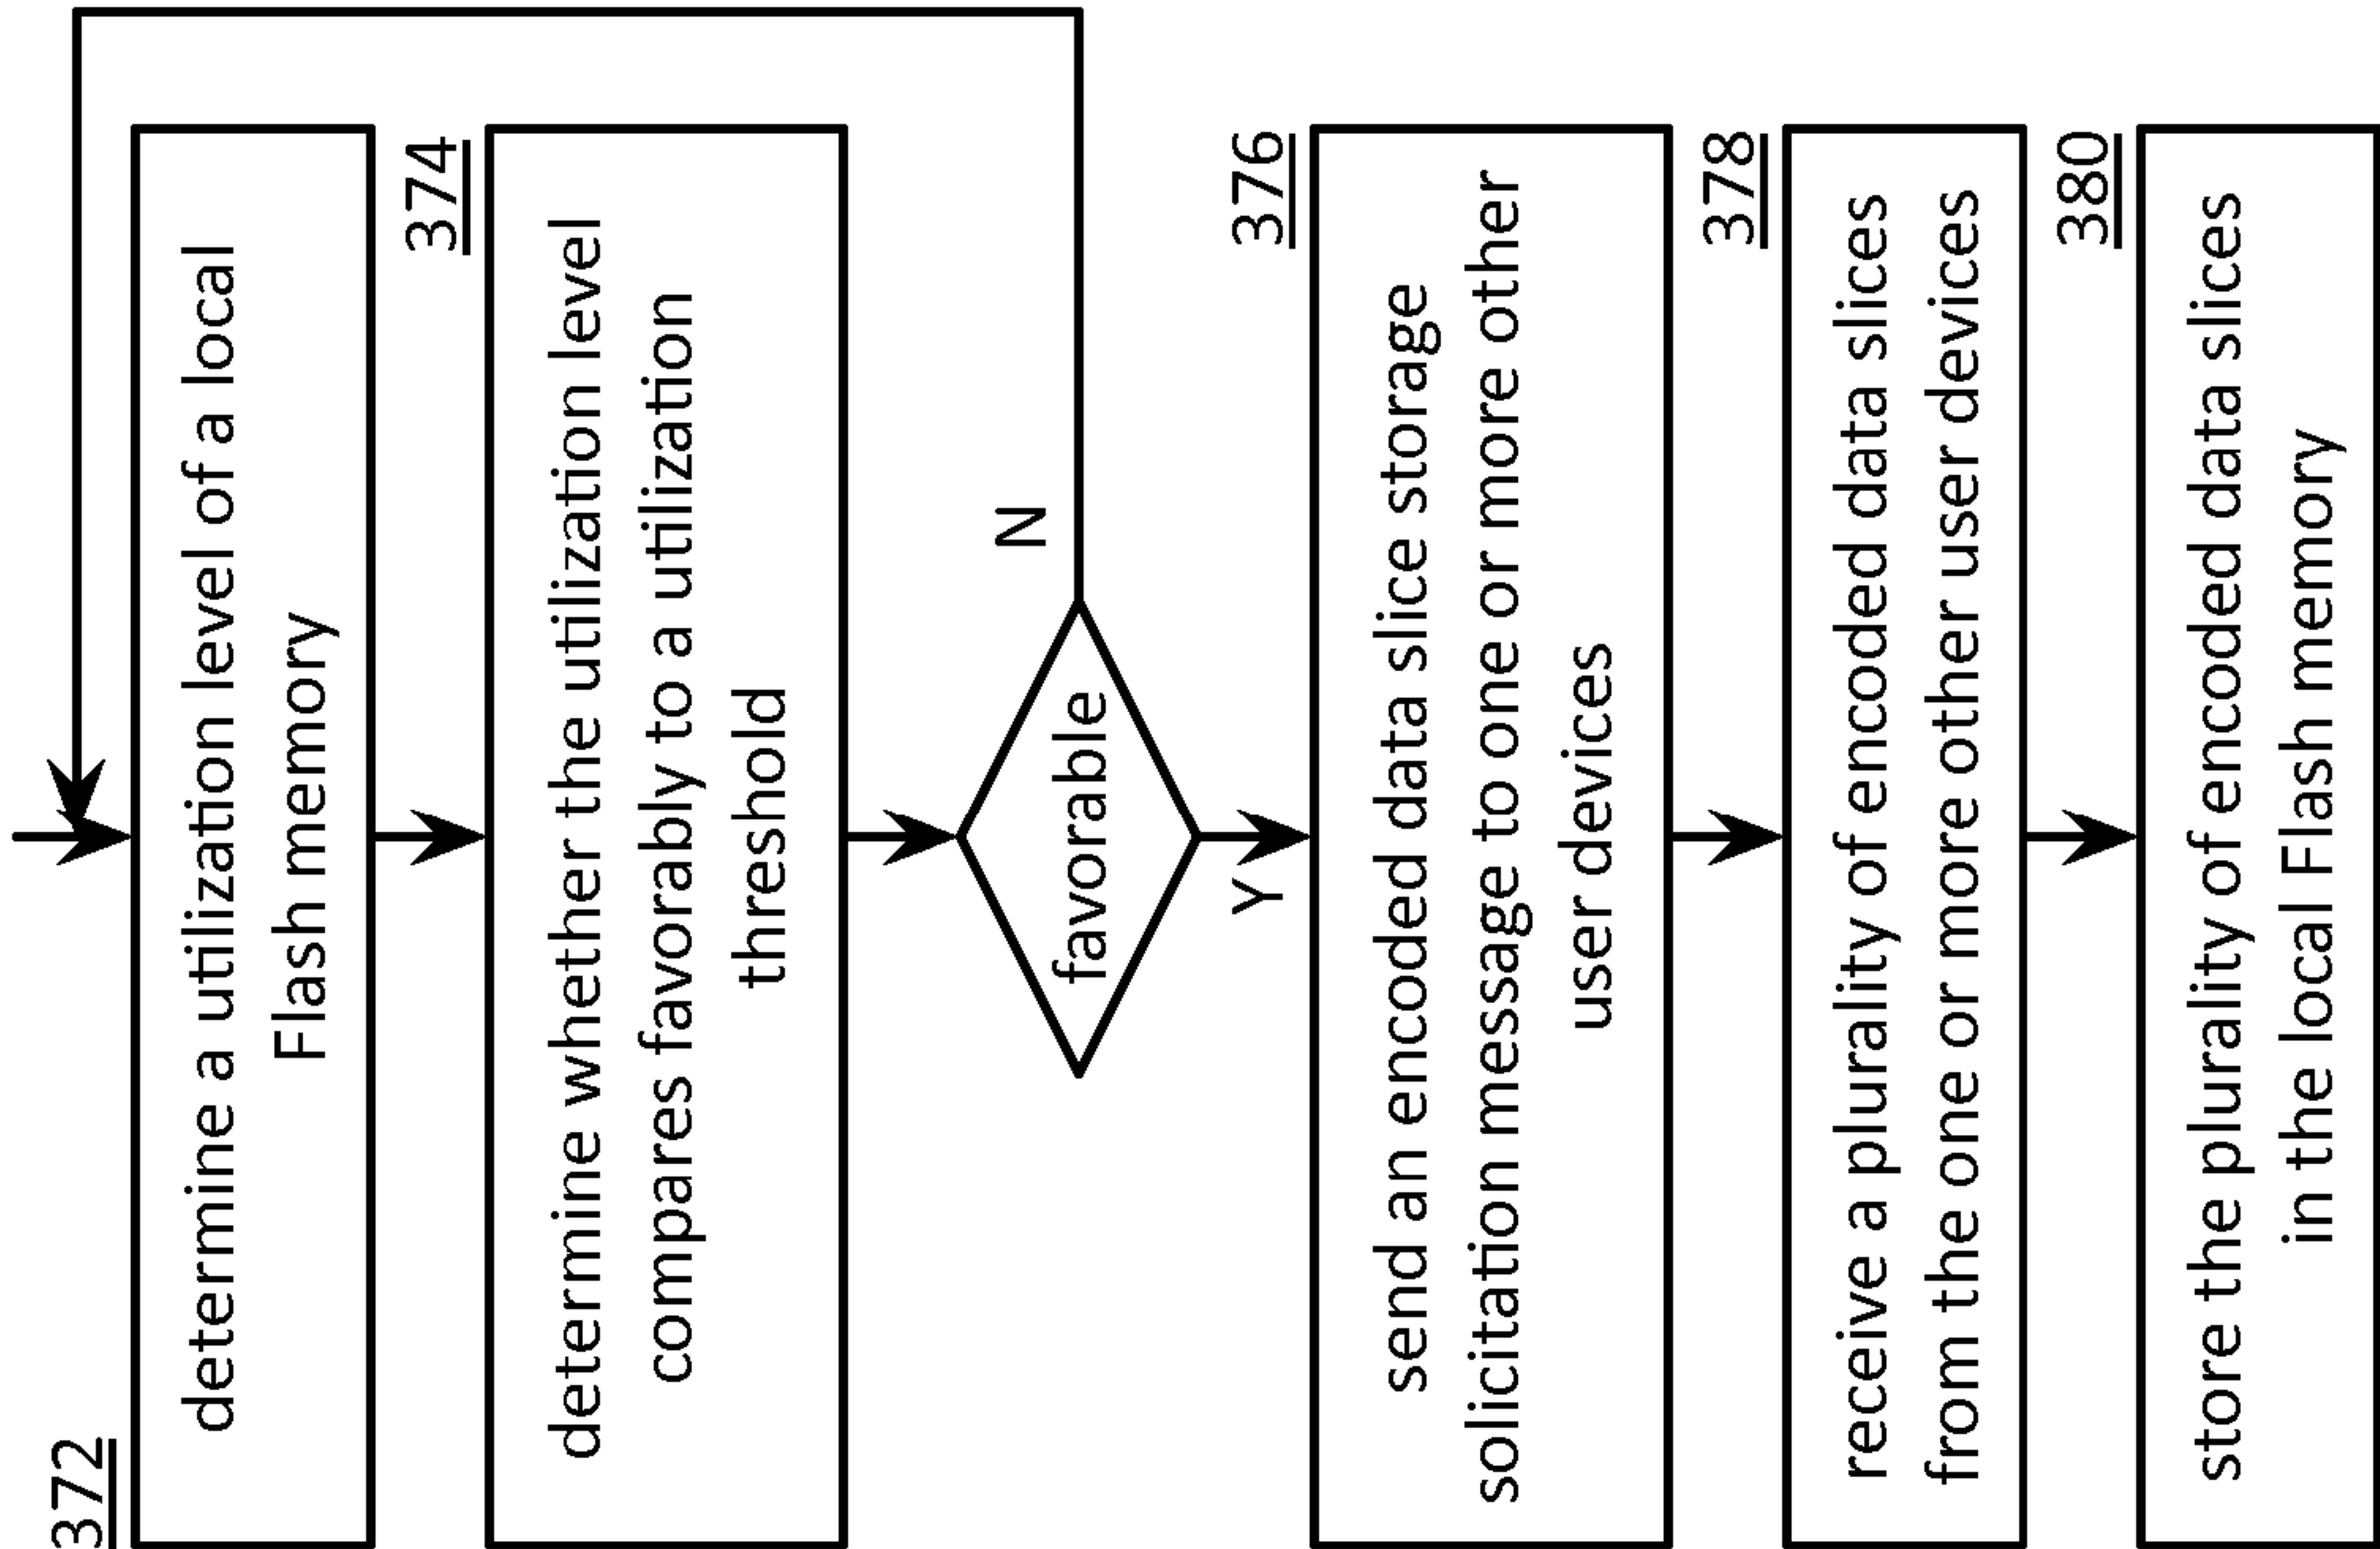 372
determine a utilization level of a local
Flash memory
374
determine whether the utilization level
compares favorably to a utilization
threshold
favorable
N
Y
376
send an encoded data slice storage
solicitation message to one or more other
user devices
378
receive a plurality of encoded data slices
from the one or more other user devices
380
store the plurality of encoded data slices
in the local Flash memory